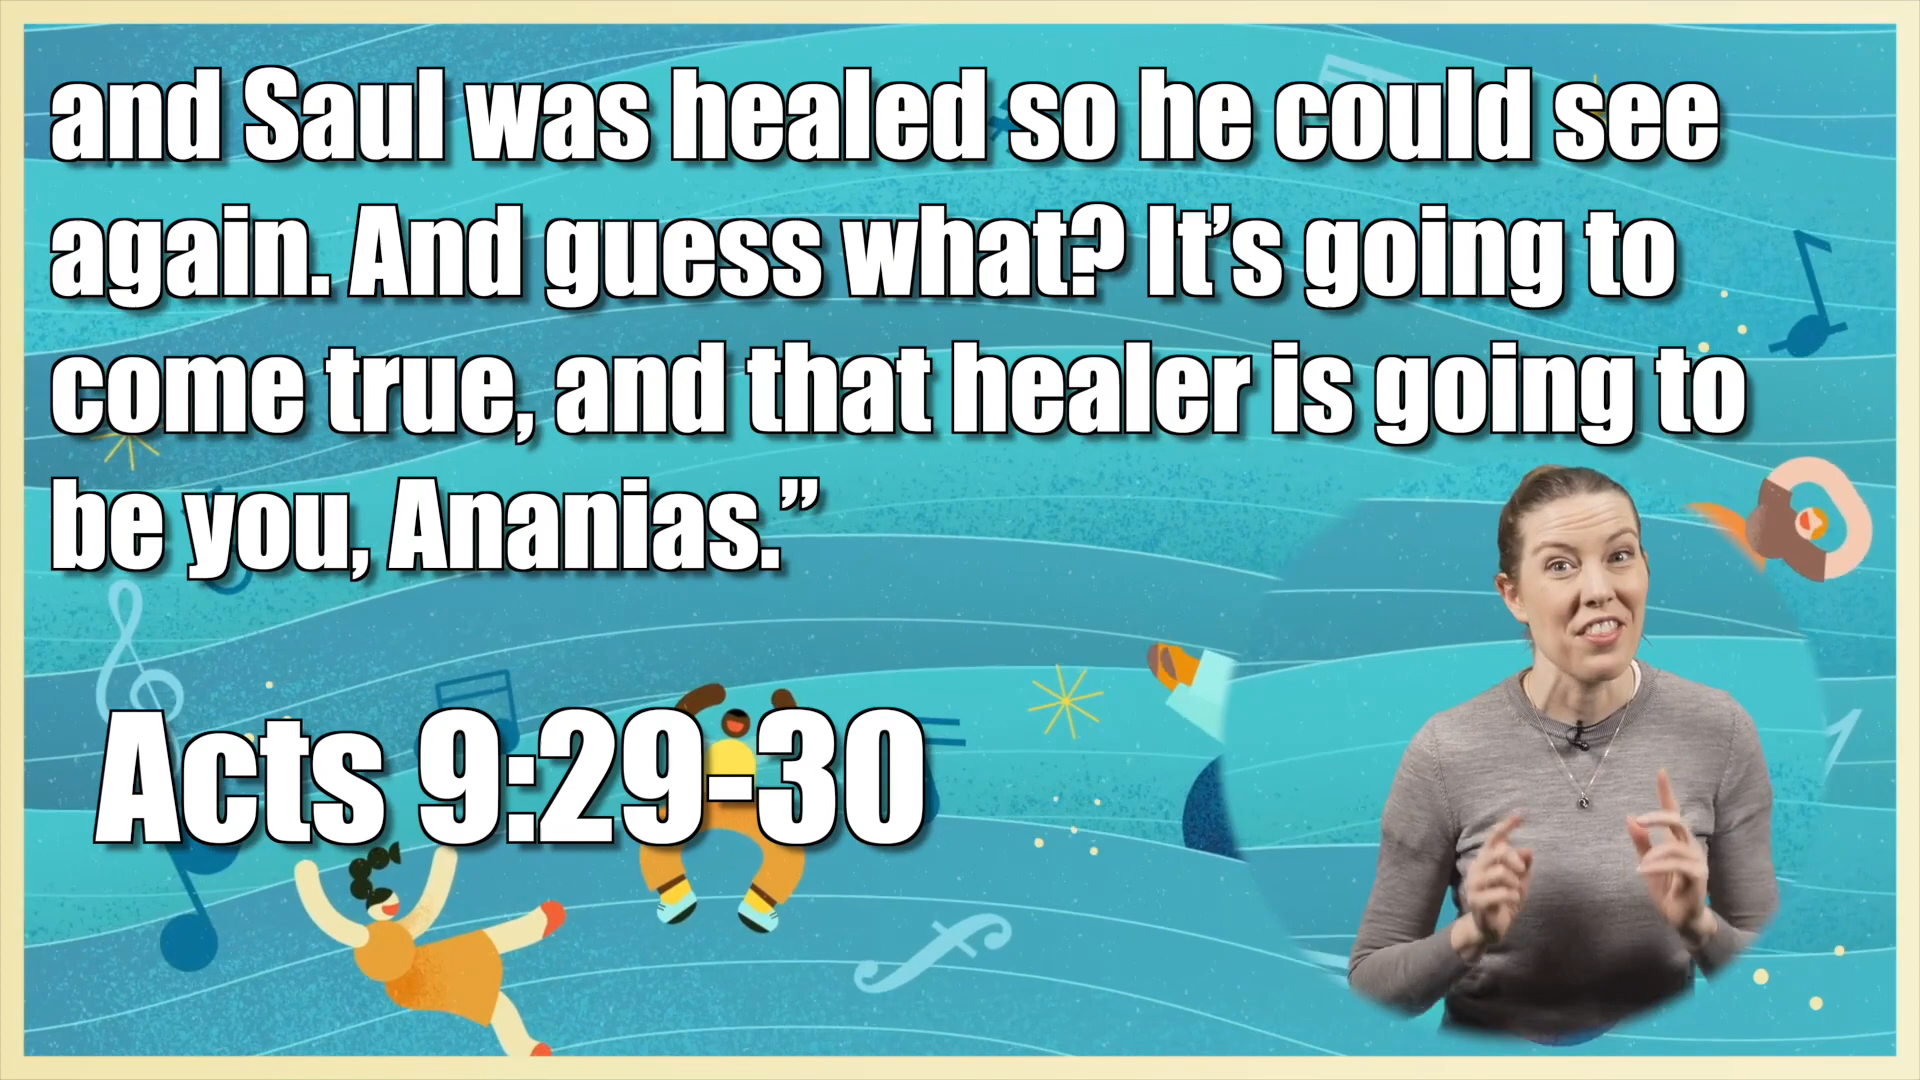 and Saul was healed so he could see
again. And guess what? It’s going to
come true, and that healer is going to
be you, Ananias.”
Acts 9:29-30